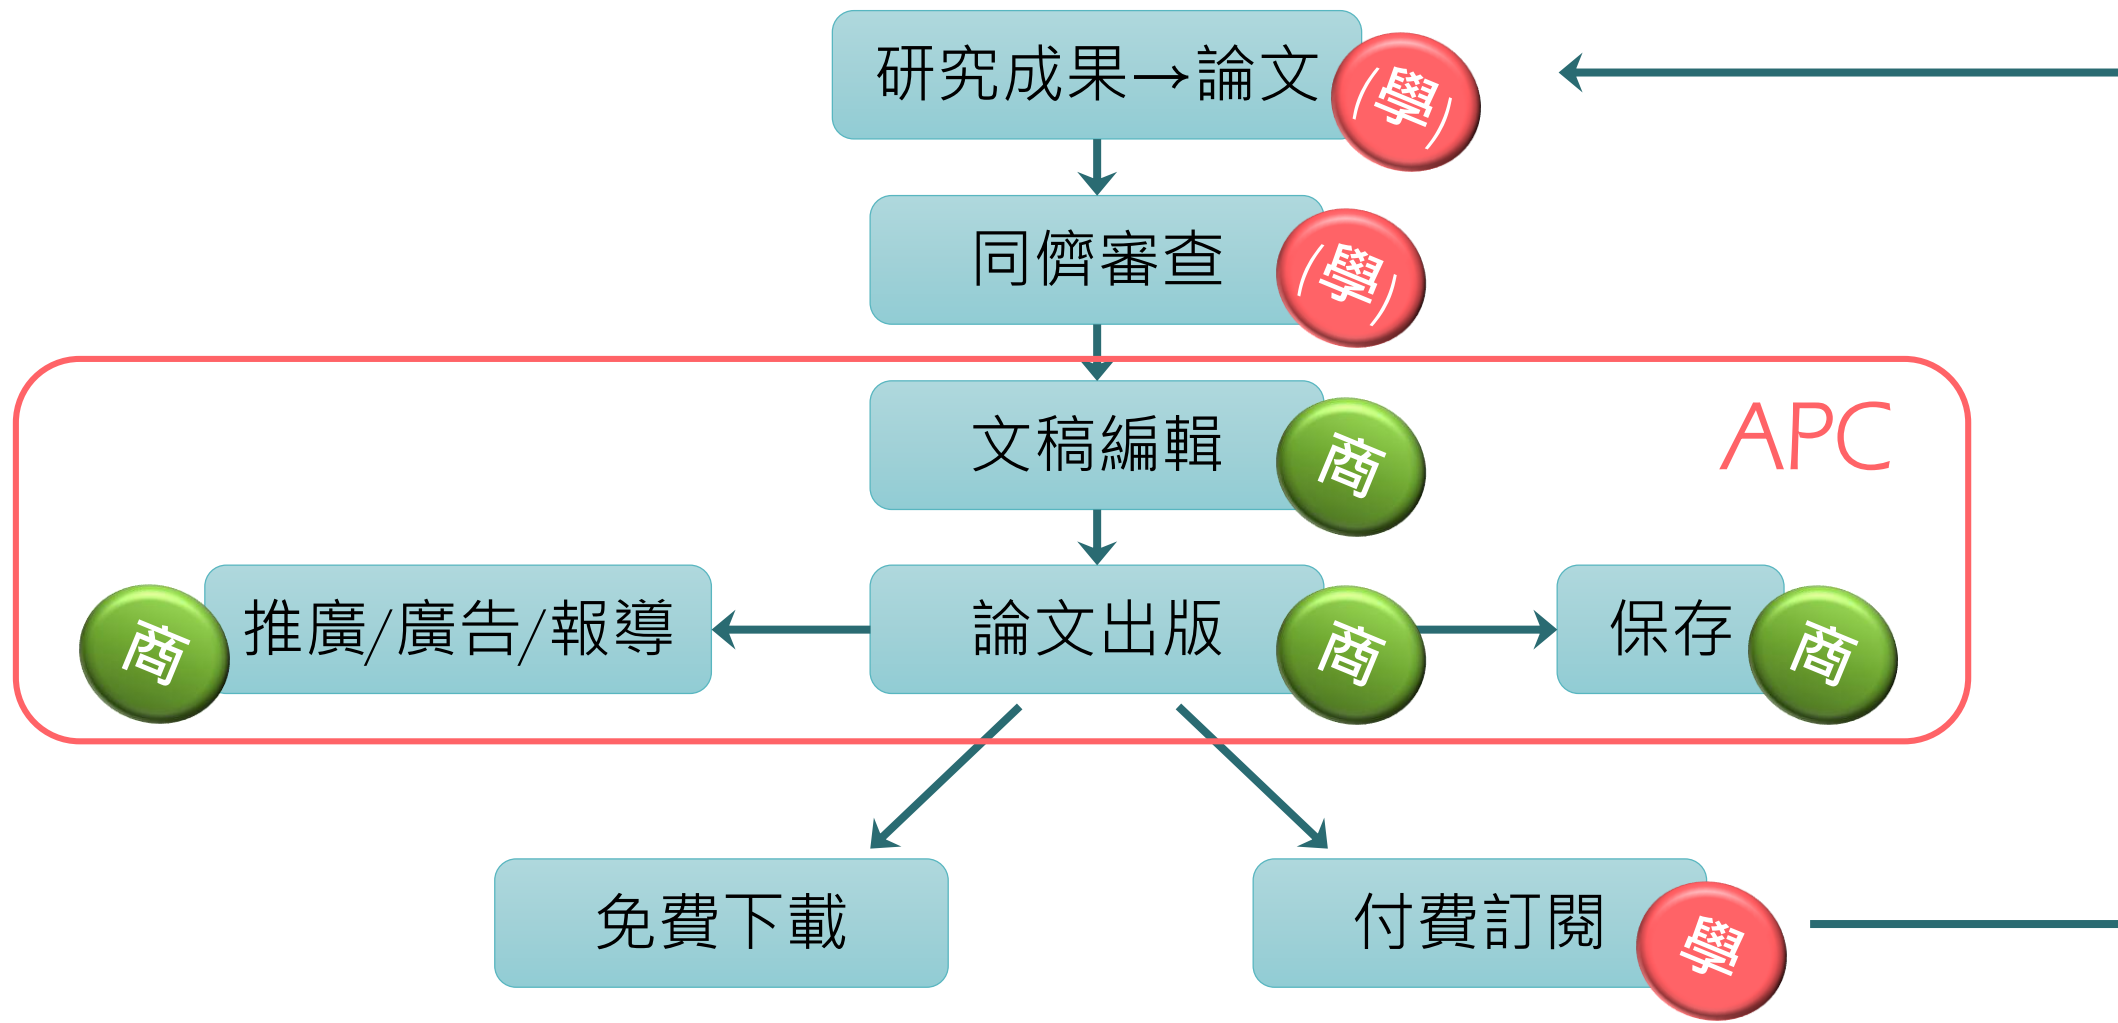 研究成果→論文
(學)
同儕審查
(學)
文稿編輯
商
APC
商
推廣/廣告/報導
論文出版
商
保存
商
免費下載
付費訂閱
學